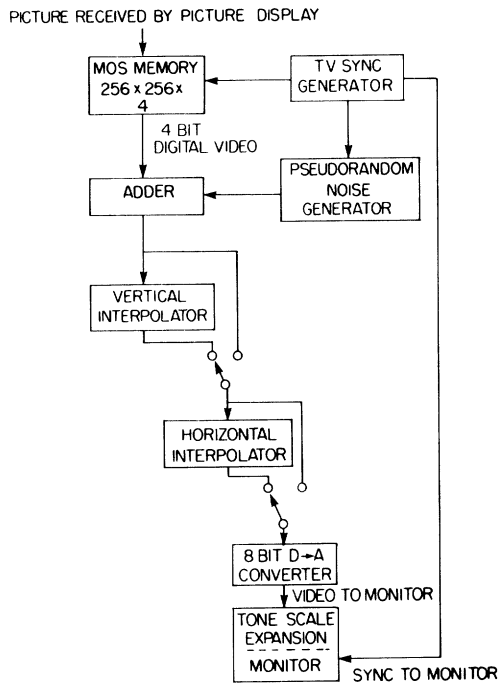 PICTURE RECEIVED BY PICTURE DISPLAY
MOS MEMORY
256 x 256 x
4
TV SYNC
GENERATOR
4 BIT
DIGITAL VIDEO
PSEUDORANDOM
NOISE
GENERATOR
ADDER
VERTICAL
INTERPOLATOR
HORIZONTAL
INTERPOLATOR
8 BIT D→A
CONVERTER
VIDEO TO MONITOR
TONE SCALE
EXPANSION
MONITOR
SYNC TO MONITOR